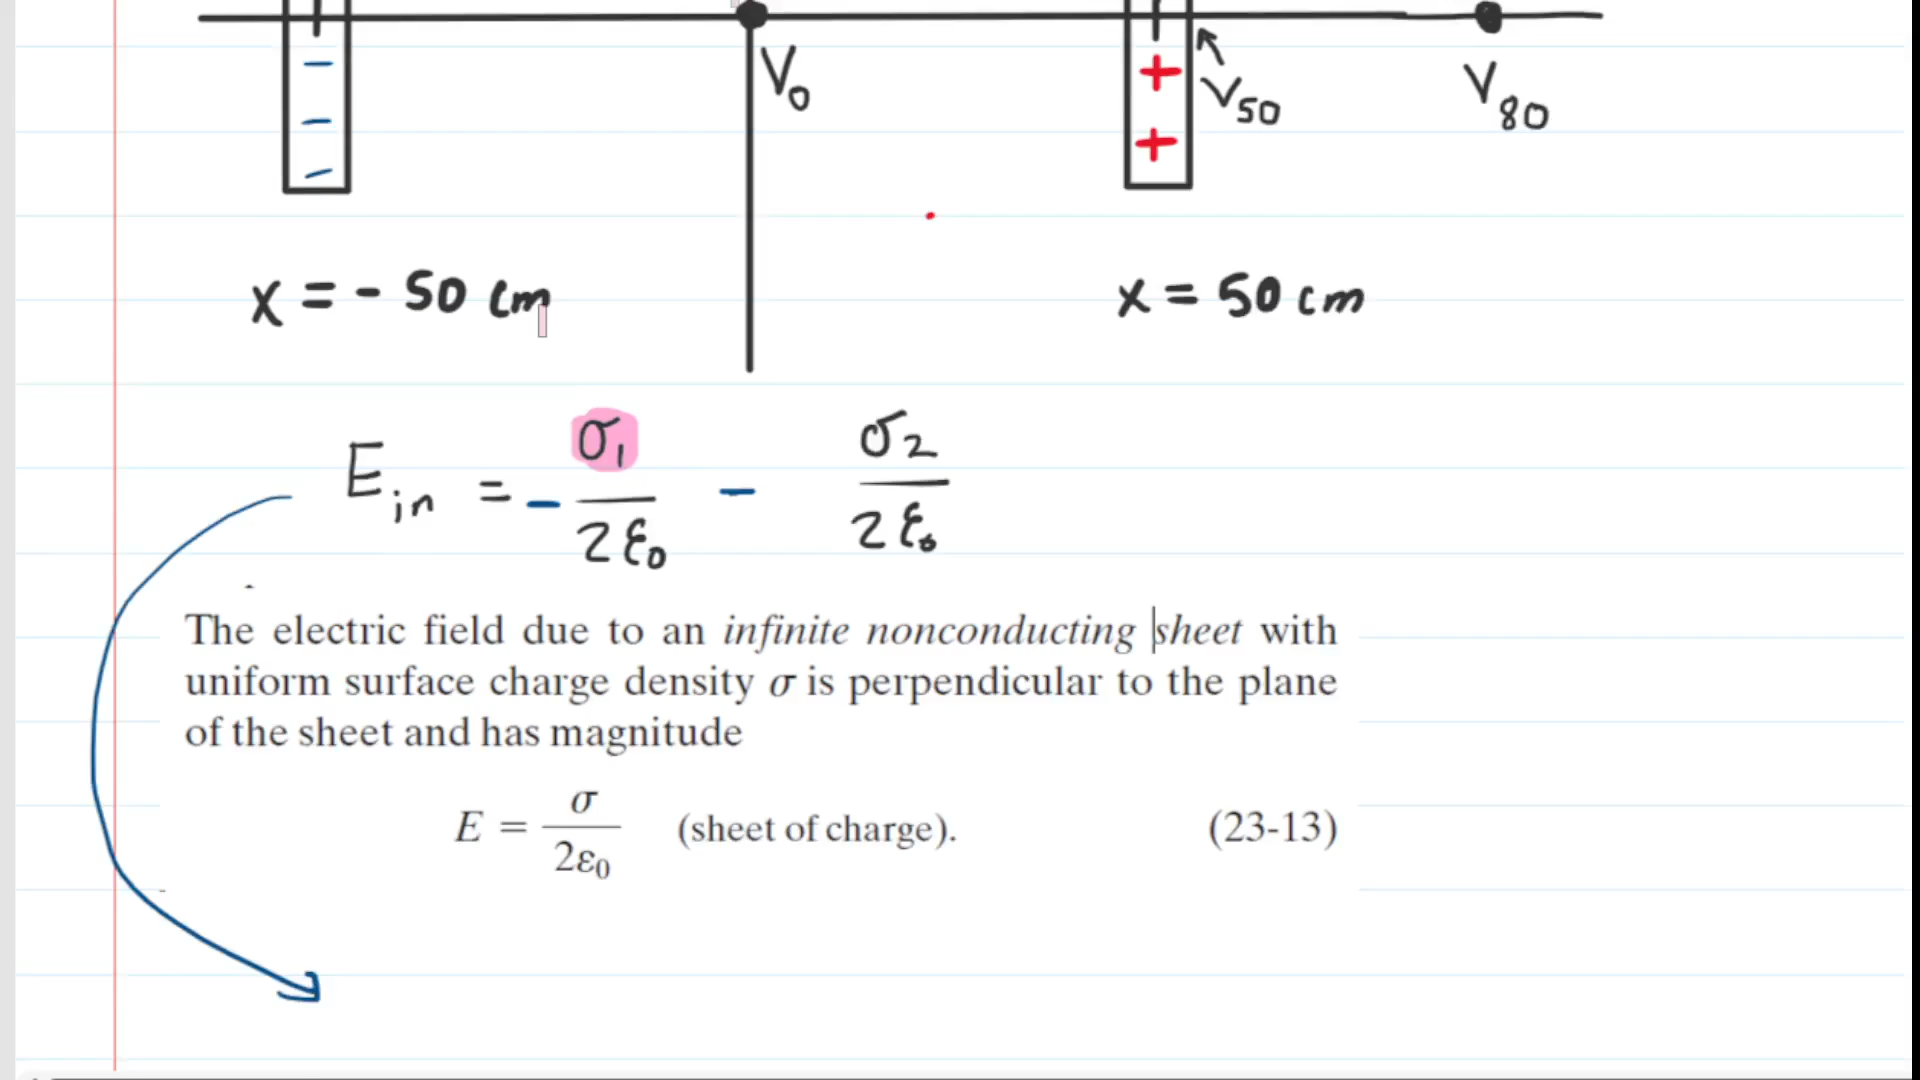 − +
− +
−
V₀ V₅₀ V₈₀
x = - 50 cm x = 50 cm
E_in = - σ₁/2ε₀ - σ₂/2ε₀
The electric field due to an infinite nonconducting sheet with
uniform surface charge density σ is perpendicular to the plane
of the sheet and has magnitude
E = σ/2ε₀ (sheet of charge). (23-13)